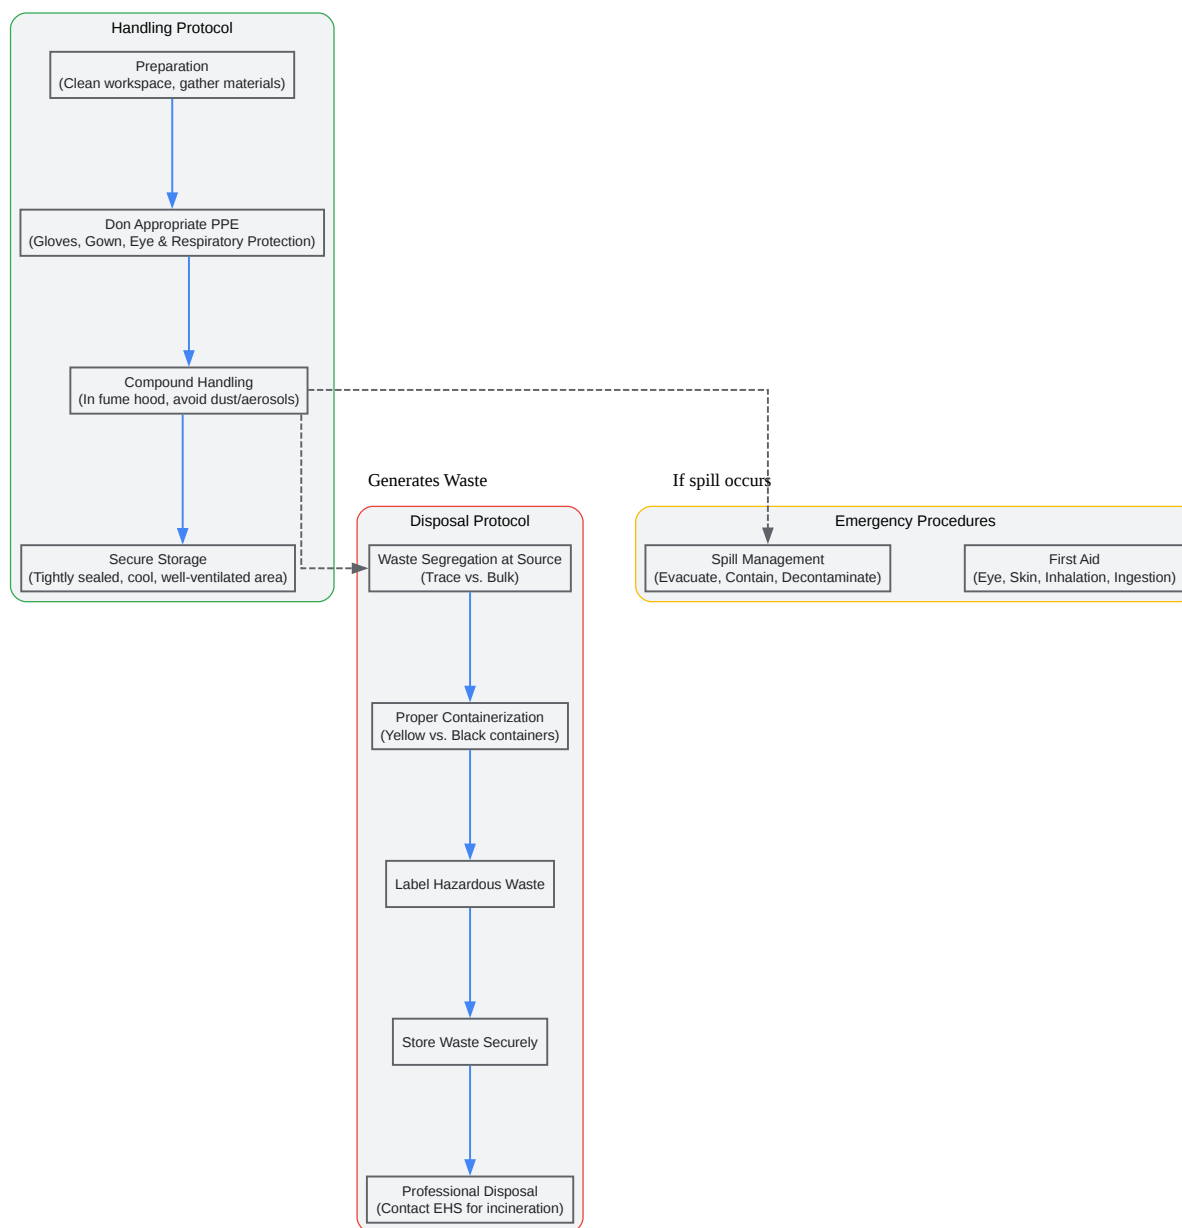 Handling Protocol
Preparation
(Clean workspace, gather materials)
Don Appropriate PPE
(Gloves, Gown, Eye & Respiratory Protection)
Compound Handling
(In fume hood, avoid dust/aerosols)
Secure Storage
(Tightly sealed, cool, well-ventilated area)
Generates Waste
Disposal Protocol
Waste Segregation at Source
(Trace vs. Bulk)
Proper Containerization
(Yellow vs. Black containers)
Label Hazardous Waste
Store Waste Securely
Professional Disposal
(Contact EHS for incineration)
If spill occurs
Emergency Procedures
Spill Management
(Evacuate, Contain, Decontaminate)
First Aid
(Eye, Skin, Inhalation, Ingestion)